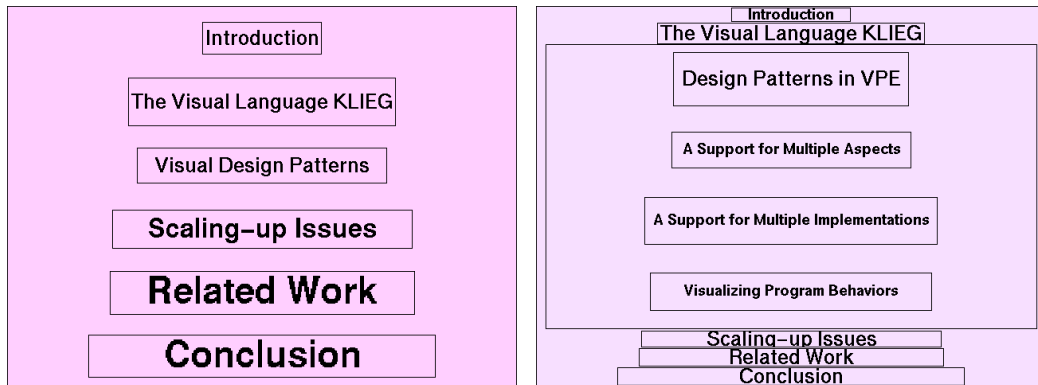 Introduction
The Visual Language KLIEG
Visual Design Patterns
Scaling-up Issues
Related Work
Conclusion
Introduction
The Visual Language KLIEG
Design Patterns in VPE
A Support for Multiple Aspects
A Support for Multiple Implementations
Visualizing Program Behaviors
Scaling-up Issues
Related Work
Conclusion